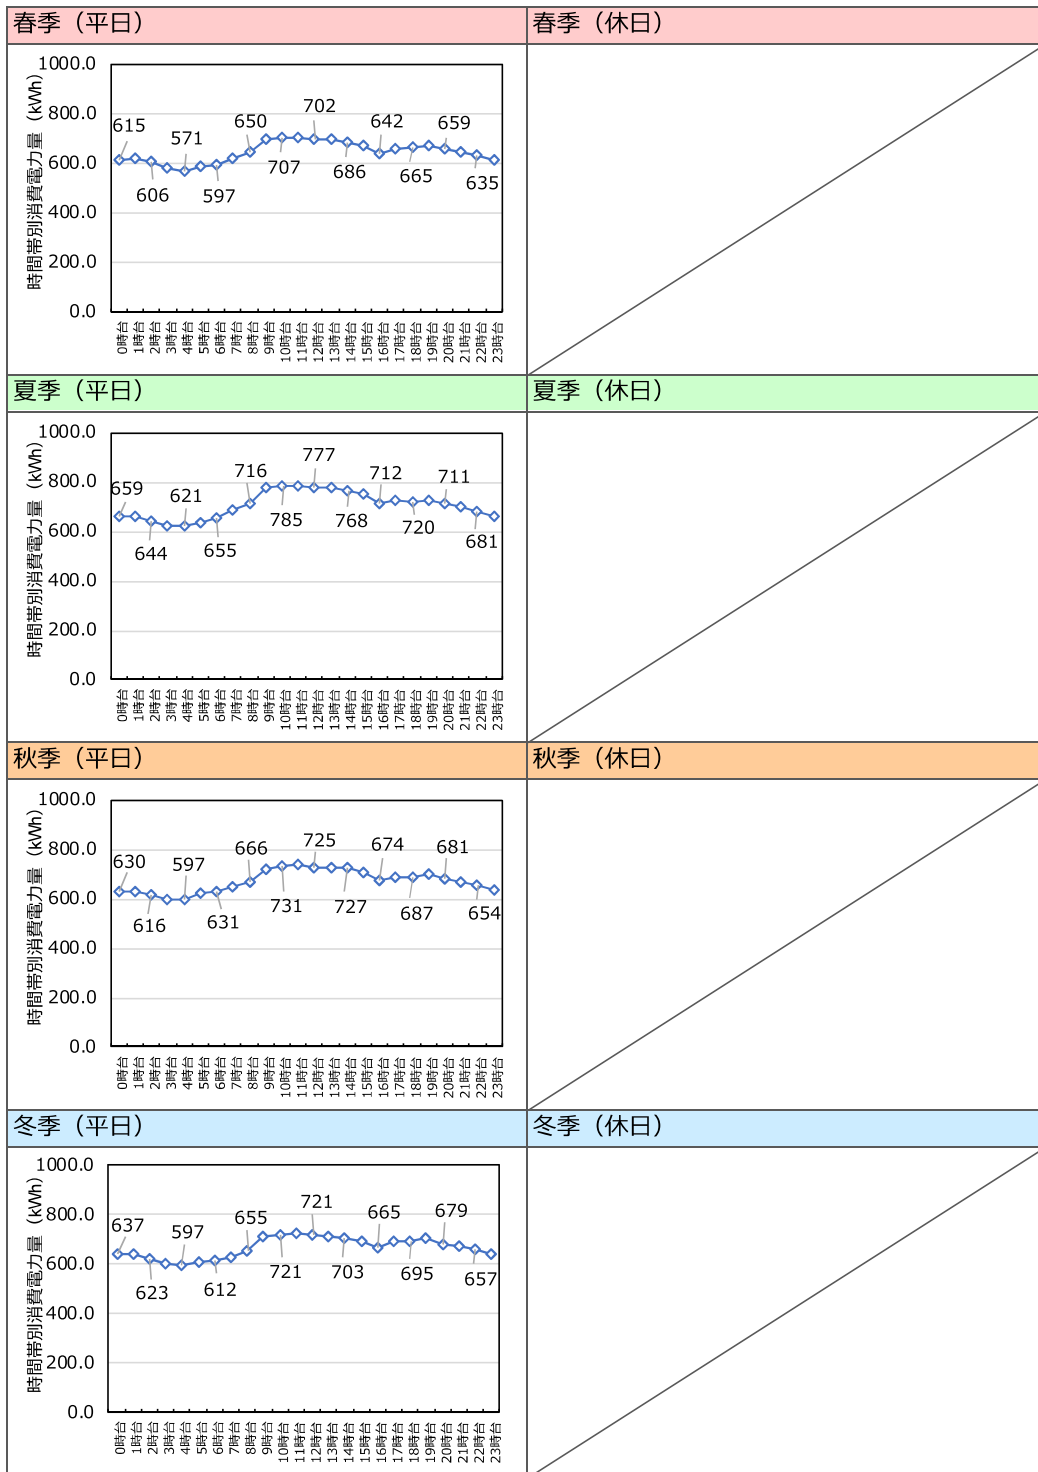 春季（平日）
春季（休日）
時間帯別消費電力量（kWh）
1000.0
800.0
600.0
400.0
200.0
0.0
615
606
571
597
650
707
702
686
642
665
659
635
0時台
1時台
2時台
3時台
4時台
5時台
6時台
7時台
8時台
9時台
10時台
11時台
12時台
13時台
14時台
15時台
16時台
17時台
18時台
19時台
20時台
21時台
22時台
23時台
夏季（平日）
夏季（休日）
時間帯別消費電力量（kWh）
1000.0
800.0
600.0
400.0
200.0
0.0
659
644
621
655
716
785
777
768
712
720
711
681
0時台
1時台
2時台
3時台
4時台
5時台
6時台
7時台
8時台
9時台
10時台
11時台
12時台
13時台
14時台
15時台
16時台
17時台
18時台
19時台
20時台
21時台
22時台
23時台
秋季（平日）
秋季（休日）
時間帯別消費電力量（kWh）
1000.0
800.0
600.0
400.0
200.0
0.0
630
616
597
631
666
731
725
727
674
687
681
654
0時台
1時台
2時台
3時台
4時台
5時台
6時台
7時台
8時台
9時台
10時台
11時台
12時台
13時台
14時台
15時台
16時台
17時台
18時台
19時台
20時台
21時台
22時台
23時台
冬季（平日）
冬季（休日）
時間帯別消費電力量（kWh）
1000.0
800.0
600.0
400.0
200.0
0.0
637
623
597
612
655
721
721
703
665
695
679
657
0時台
1時台
2時台
3時台
4時台
5時台
6時台
7時台
8時台
9時台
10時台
11時台
12時台
13時台
14時台
15時台
16時台
17時台
18時台
19時台
20時台
21時台
22時台
23時台